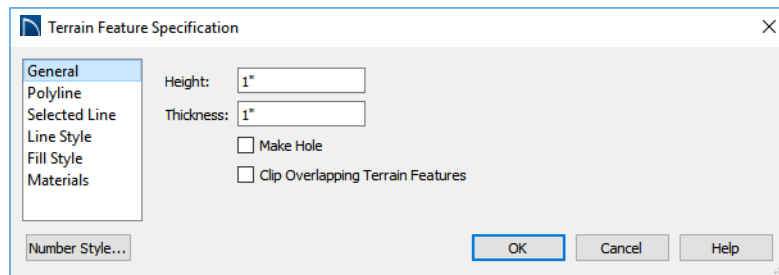 Terrain Feature Specification
General
Polyline
Selected Line
Line Style
Fill Style
Materials
Height: 1"
Thickness: 1"
Make Hole
Clip Overlapping Terrain Features
Number Style... OK Cancel Help